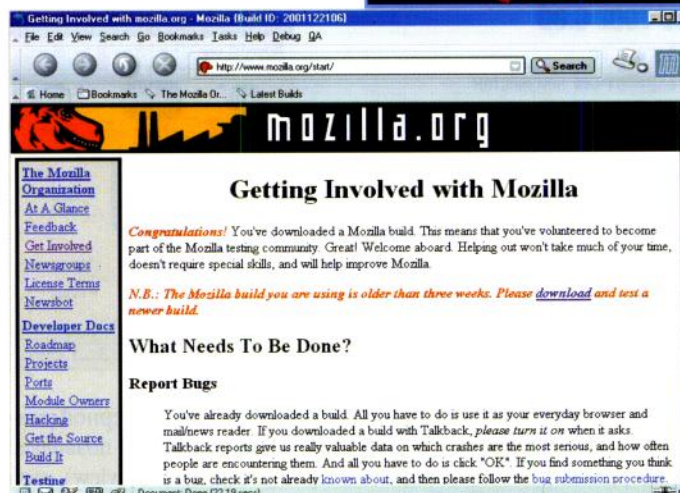 Getting Involved with mozilla.org - Mozilla {Build ID: 2001122106}
File Edit View Search Go Bookmarks Tasks Help Debug QA
http://www.mozilla.org/start/
Search
Home Bookmarks The Mozilla Or... Latest Builds
mozilla.org
The Mozilla
Organization
At A Glance
Feedback
Get Involved
Newsgroups
License Terms
Newsbot
Developer Docs
Roadmap
Projects
Ports
Module Owners
Hacking
Get the Source
Build It
Testing
Getting Involved with Mozilla
Congratulations! You've downloaded a Mozilla build. This means that you've volunteered to become
part of the Mozilla testing community. Great! Welcome aboard. Helping out won't take much of your time,
doesn't require special skills, and will help improve Mozilla.
N.B.: The Mozilla build you are using is older than three weeks. Please download and test a
newer build.
What Needs To Be Done?
Report Bugs
You've already downloaded a build. All you have to do is use it as your everyday browser and
mail/news reader. If you downloaded a build with Talkback, please turn it on when it asks.
Talkback reports give us really valuable data on which crashes are the most serious, and how often
people are encountering them. And all you have to do is click "OK". If you find something you think
is a bug, check it's not already known about, and then please follow the bug submission procedure.
Document: Done (22.19 secs)